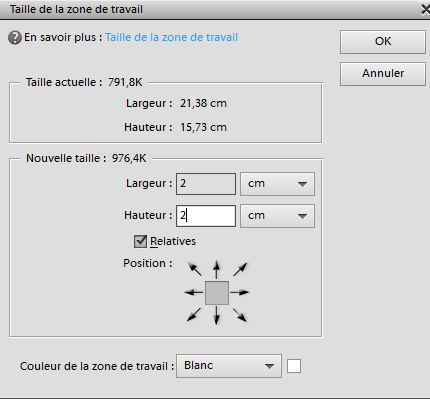 Taille de la zone de travail
En savoir plus : Taille de la zone de travail
OK
Annuler
Taille actuelle : 791,8K
Largeur : 21,38 cm
Hauteur : 15,73 cm
Nouvelle taille : 976,4K
Largeur : 2 cm
Hauteur : 2 cm
Relatives
Position :
Couleur de la zone de travail : Blanc